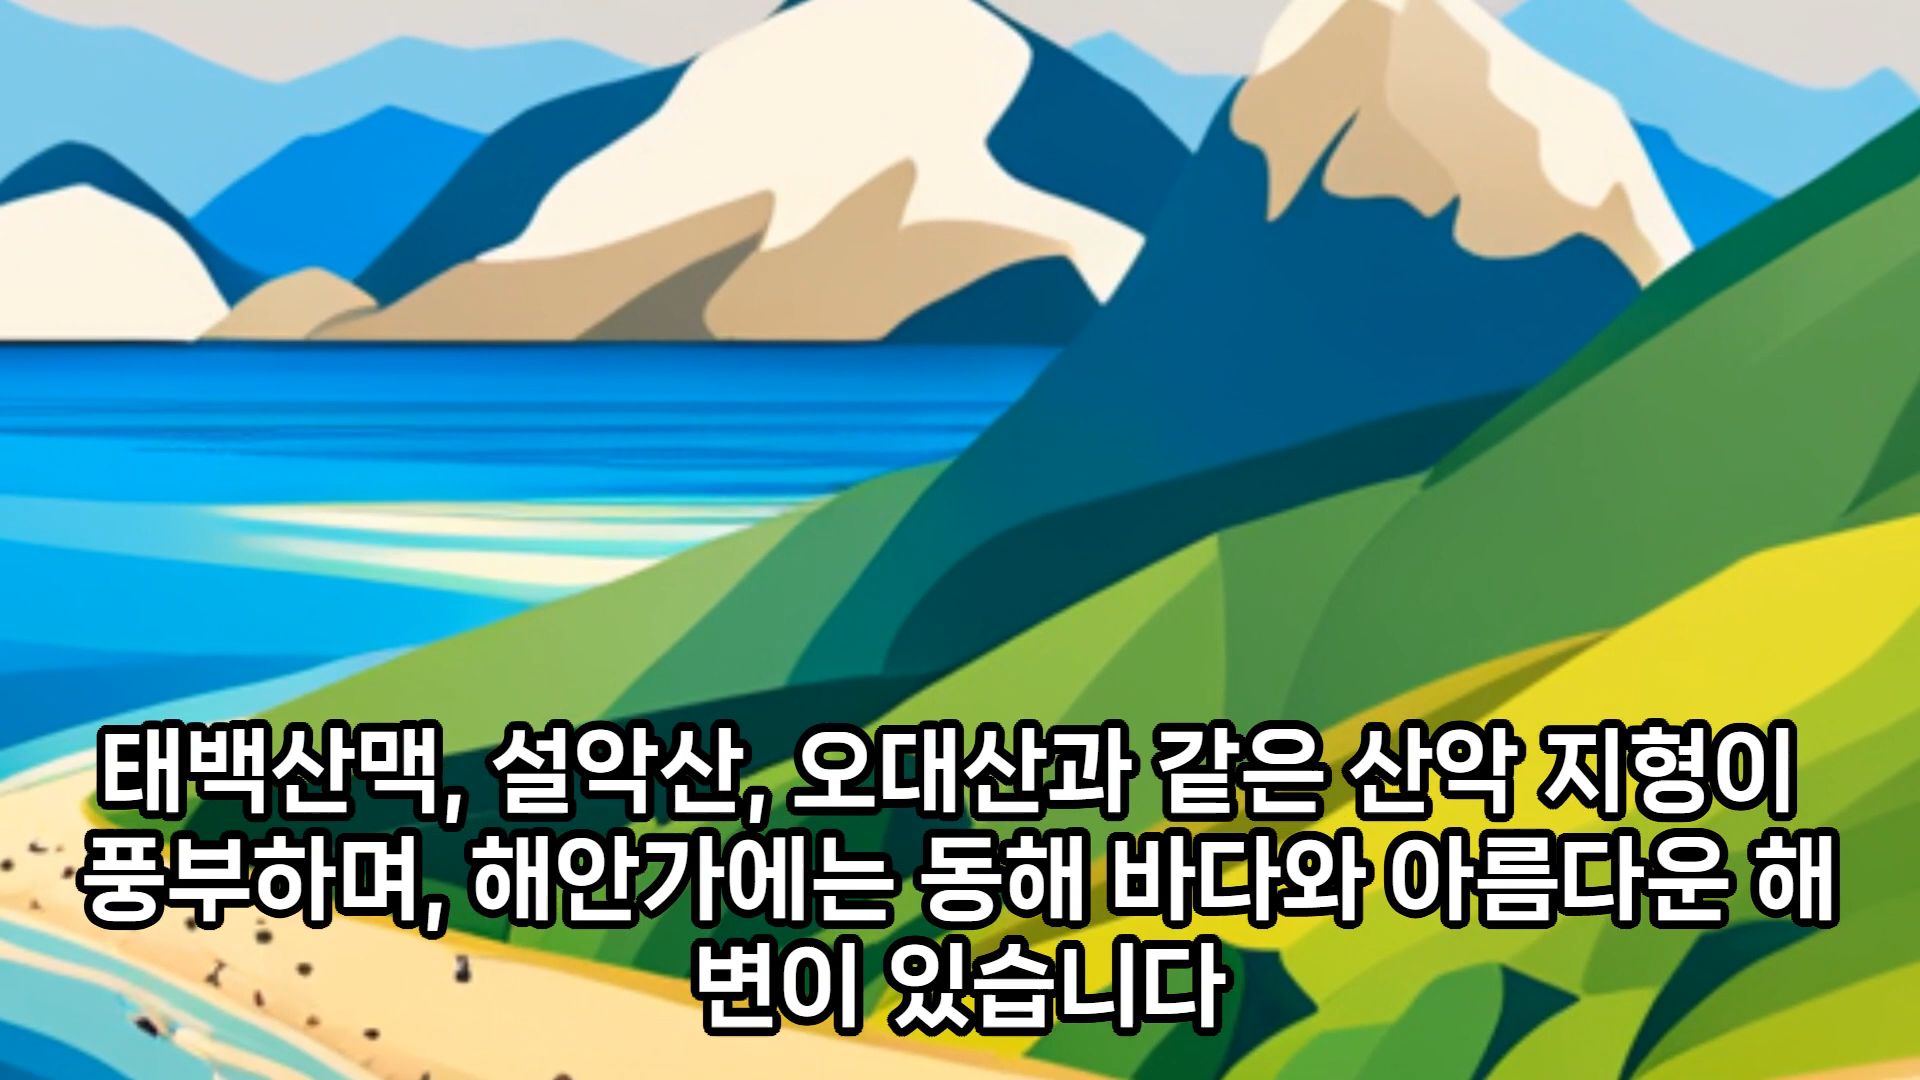 태백산맥, 설악산, 오대산과 같은 산악 지형이
풍부하며, 해안가에는 동해 바다와 아름다운 해
변이 있습니다